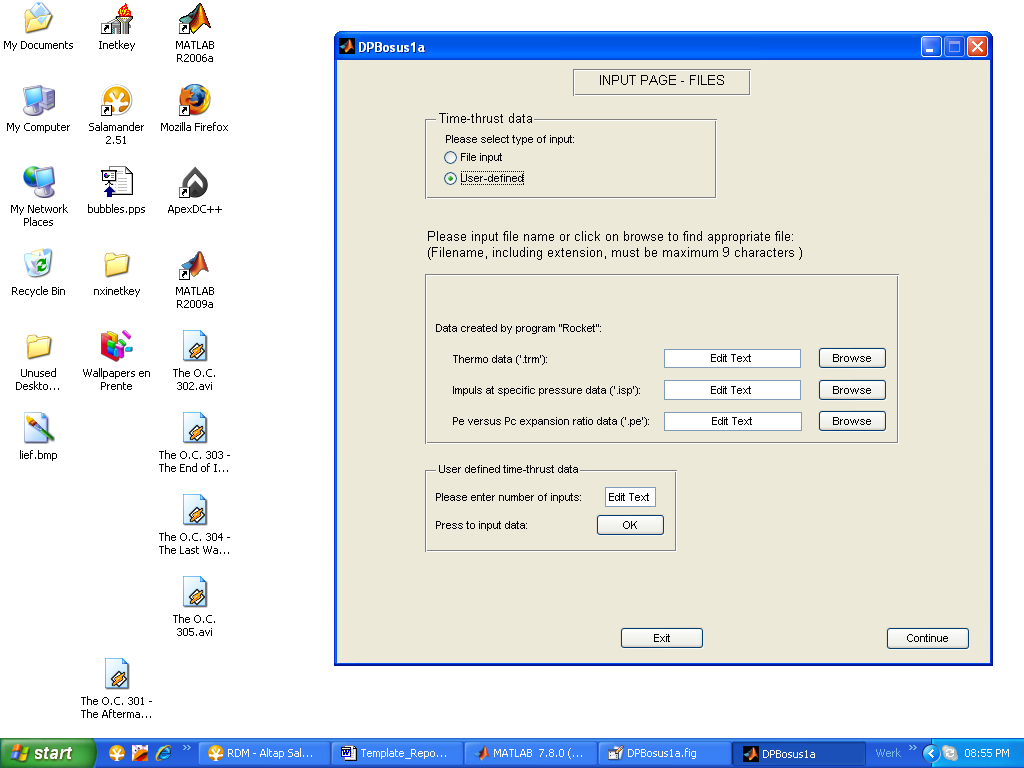 My Documents
Inetkey
MATLAB
R2006a
My Computer
Salamander
2.51
Mozilla Firefox
My Network
Places
bubbles.pps
ApexDC++
Recycle Bin
nxinetkey
MATLAB
R2009a
Unused
Deskto...
Wallpapers en
Prente
The O.C.
302.avi
lief.bmp
The O.C. 303 -
The End of I...
The O.C. 304 -
The Last Wa...
The O.C.
305.avi
The O.C. 301 -
The Afterma...
DPBosus1a
INPUT PAGE - FILES
Time-thrust data
Please select type of input:
File input
User-defined
Please input file name or click on browse to find appropriate file:
(Filename, including extension, must be maximum 9 characters )
Data created by program "Rocket":
Thermo data ('.trm'): Edit Text Browse
Impuls at specific pressure data ('.isp'): Edit Text Browse
Pe versus Pc expansion ratio data ('.pe'): Edit Text Browse
User defined time-thrust data
Please enter number of inputs: Edit Text
Press to input data: OK
Exit Continue
start RDM - Altap Sal... Template_Repo... MATLAB 7.8.0 (... DPBosus1a.fig DPBosus1a Werk 08:55 PM